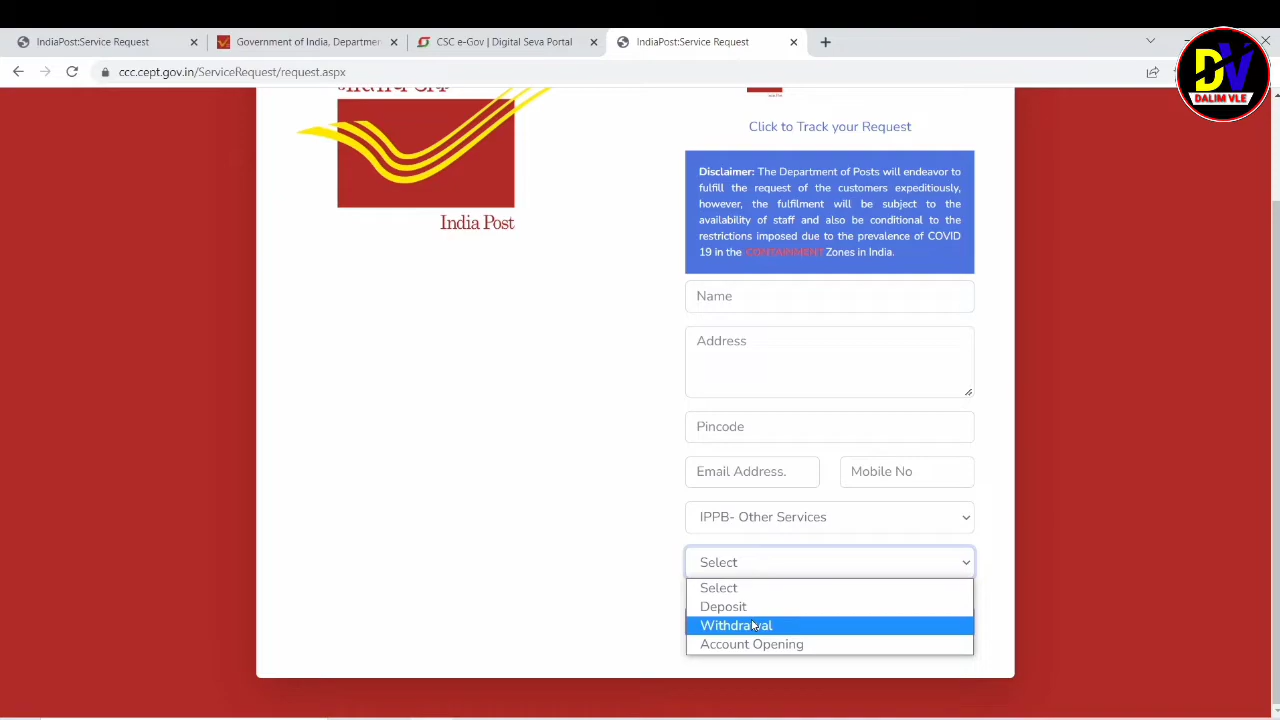 IndiaPost:Service Request
Government of India, Departmen
CSC e-Gov | Digital Seva Portal
IndiaPost:Service Request
ccc.cept.gov.in/ServiceRequest/request.aspx
DV
DALIM VLE
India Post
Click to Track your Request
Disclaimer: The Department of Posts will endeavor to
fulfill the request of the customers expeditiously,
however, the fulfilment will be subject to the
availability of staff and also be conditional to the
restrictions imposed due to the prevalence of COVID
19 in the CONTAINMENT Zones in India.
Name
Address
Pincode
Email Address.
Mobile No
IPPB- Other Services
Select
Select
Deposit
Withdrawal
Account Opening